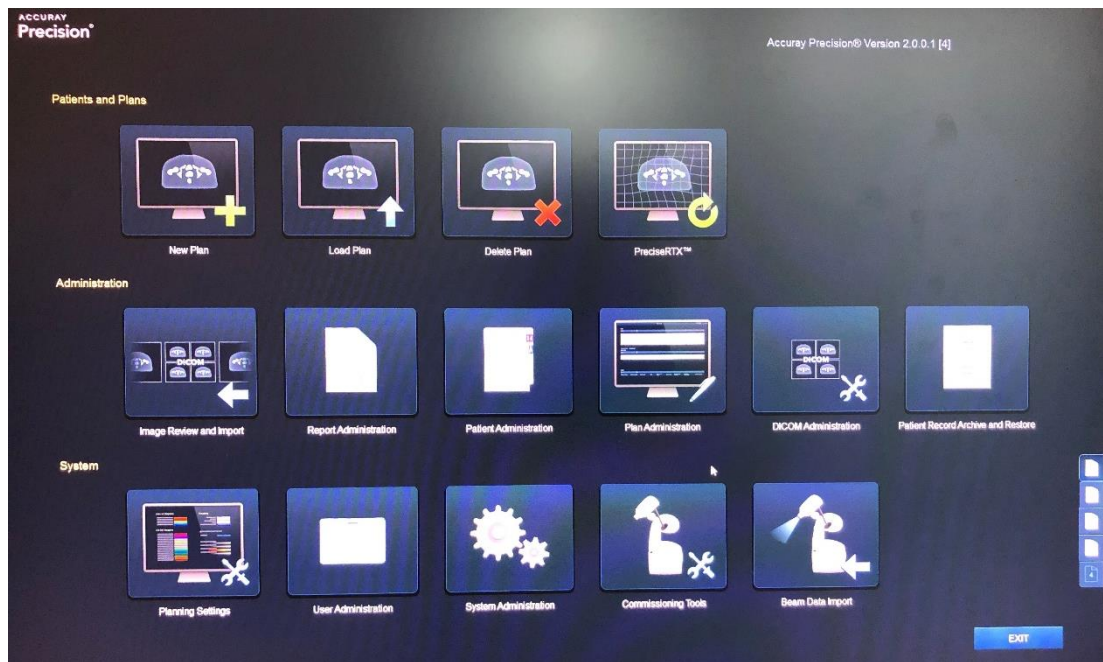 ACCURAY
Precision®
Accuray Precision® Version 2.0.0.1 [4]
Patients and Plans
New Plan
Load Plan
Delete Plan
PreciseRTX™
Administration
DICOM
DICOM
Image Review and Import
Report Administration
Patient Administration
Plan Administration
DICOM Administration
Patient Record Archive and Restore
System
Planning Settings
User Administration
System Administration
Commissioning Tools
Beam Data Import
4
EXIT